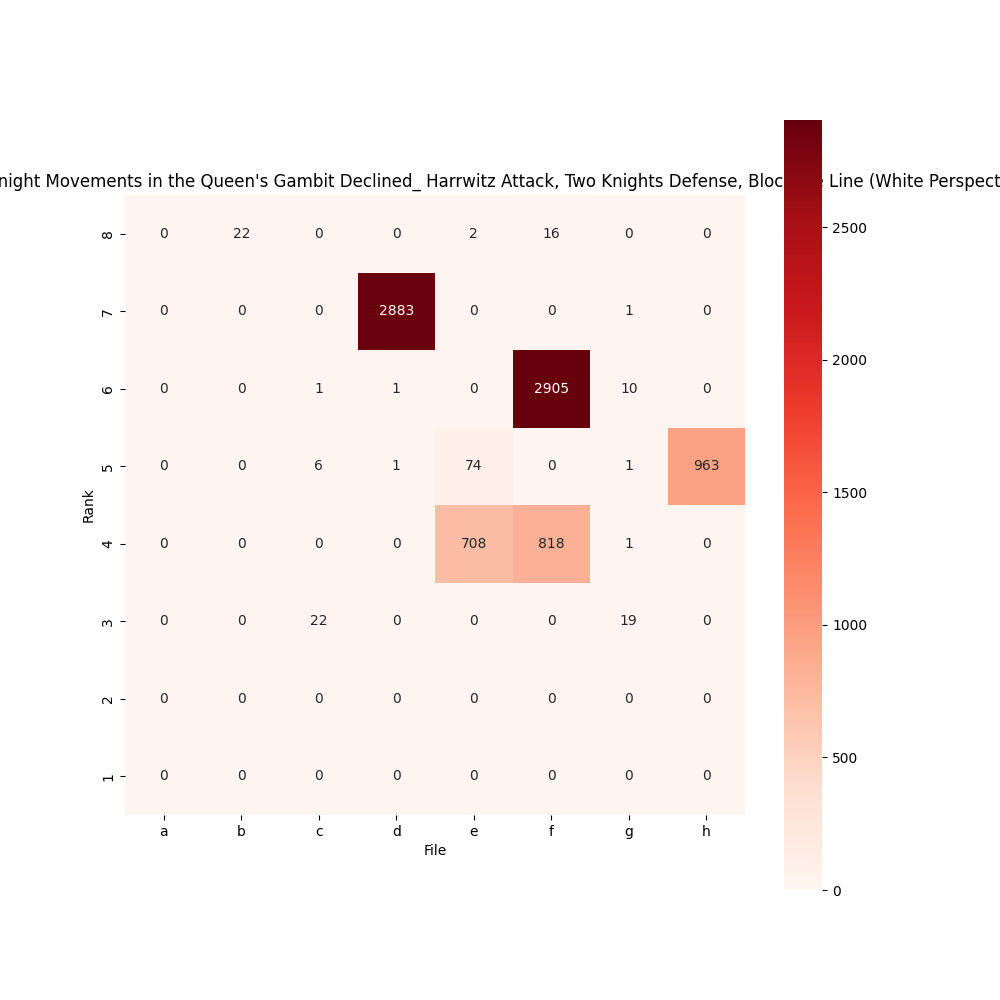 night Movements in the Queen's Gambit Declined_ Harrwitz Attack, Two Knights Defense, Bloc Line (White Perspect
8 0 22 0 0 2 16 0 0
7 0 0 0 2883 0 0 1 0
6 0 0 1 1 0 2905 10 0
5 0 0 6 1 74 0 1 963
4 0 0 0 0 708 818 1 0
3 0 0 22 0 0 0 19 0
2 0 0 0 0 0 0 0 0
1 0 0 0 0 0 0 0 0
a b c d e f g h
Rank
File
2500
2000
1500
1000
500
0